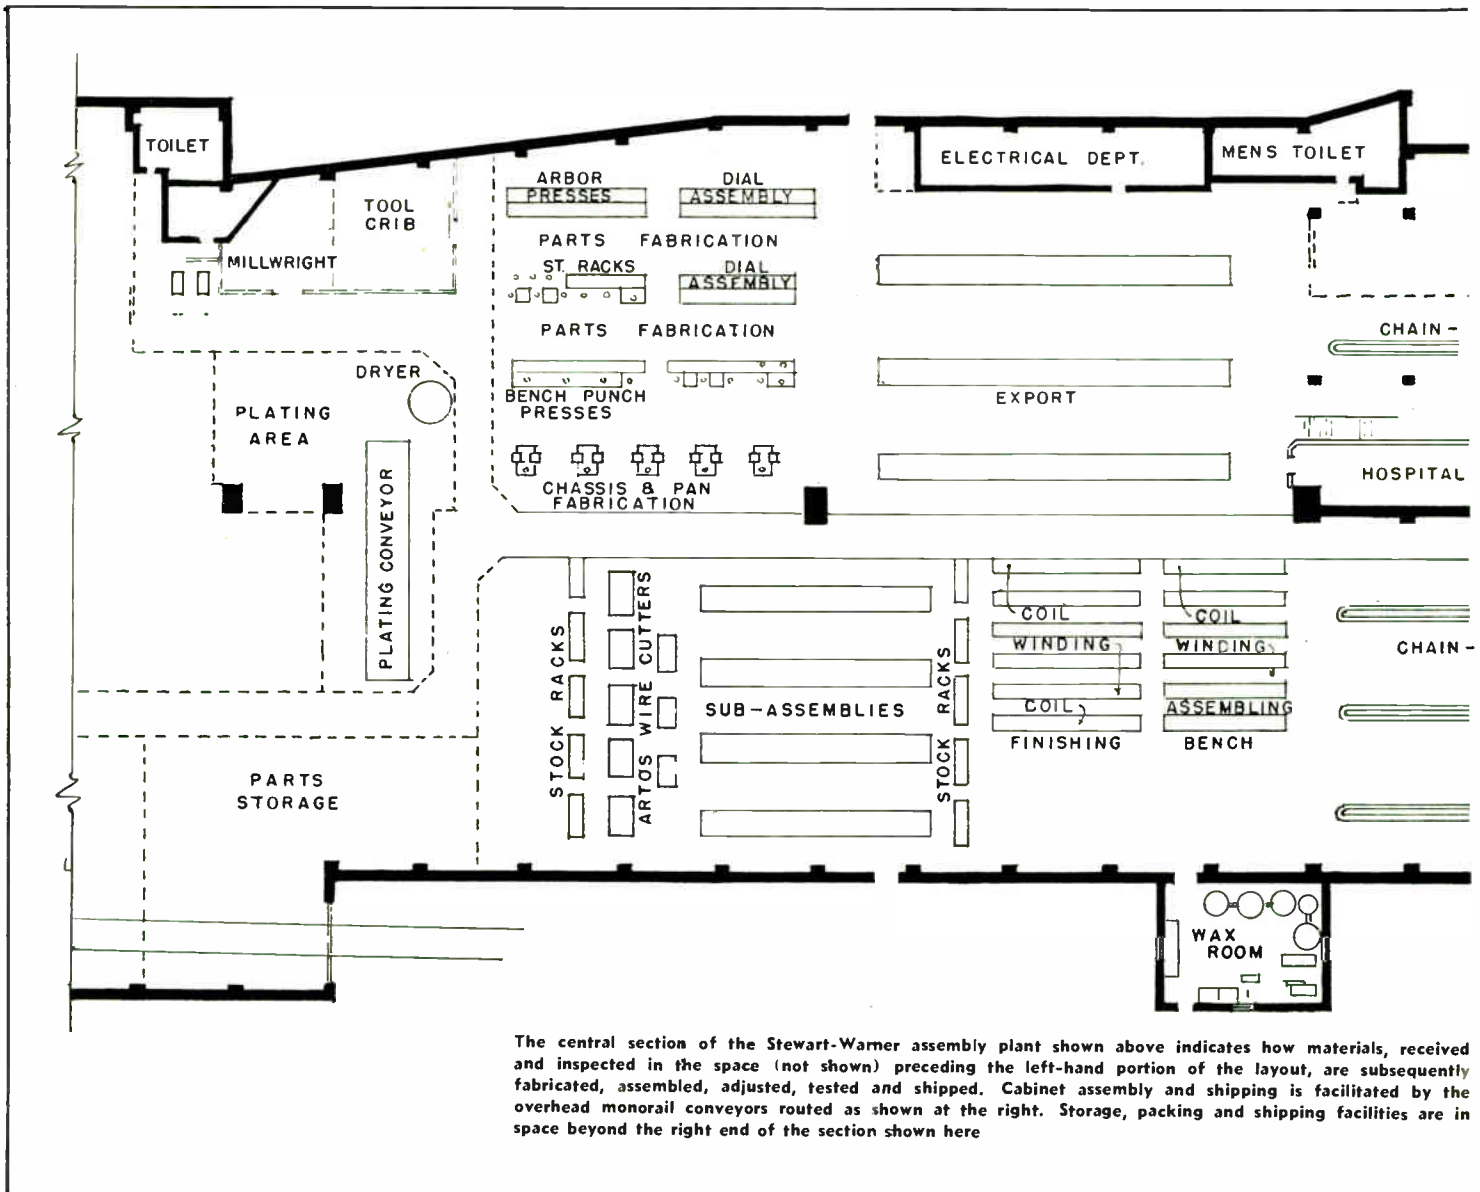 TOILET
ELECTRICAL DEPT.
MENS TOILET
ARBOR
PRESSES
DIAL
ASSEMBLY
TOOL
CRIB
PARTS FABRICATION
MILLWRIGHT
ST. RACKS
DIAL
ASSEMBLY
PARTS FABRICATION
CHAIN-
DRYER
BENCH PUNCH
PRESSES
EXPORT
PLATING
AREA
HOSPITAL
CHASSIS & PAN
FABRICATION
PLATING CONVEYOR
STOCK RACKS
ARTOS WIRE CUTTERS
SUB-ASSEMBLIES
STOCK RACKS
COIL
WINDING
COIL
FINISHING
COIL
WINDING
ASSEMBLING
BENCH
CHAIN-
PARTS
STORAGE
WAX
ROOM
The central section of the Stewart-Warner assembly plant shown above indicates how materials, received
and inspected in the space (not shown) preceding the left-hand portion of the layout, are subsequently
fabricated, assembled, adjusted, tested and shipped. Cabinet assembly and shipping is facilitated by the
overhead monorail conveyors routed as shown at the right. Storage, packing and shipping facilities are in
space beyond the right end of the section shown here